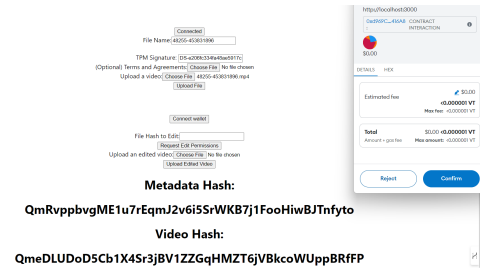 Connected
File Name: 48255-453831896
TPM Signature:
(Optional) Terms and Agreements: Choose File No file chosen
Upload a video: Choose File 48255-453831896.mp4
Upload File
Connect wallet
File Hash to Edit:
Request Edit Permissions
Upload an edited video: Choose File No file chosen
Upload Edited Video
Metadata Hash:
QmRvppbvgME1u7rEqmJ2v6i5SrWKB7j1FooHiwBJTnfyto
Video Hash:
QmeDLUDoD5Cb1X4Sr3jBV1ZZGqHMZT6jVBkcoWUppBRfFP
http://localhost:3000
CONTRACT
INTERACTION
$0.00
DETAILS HEX
Estimated fee $0.00
<0.000001 VT
Max fee: <0.000001 VT
Total $0.00 <0.000001 VT
Amount + gas fee Max amount: <0.000001 VT
Reject Confirm